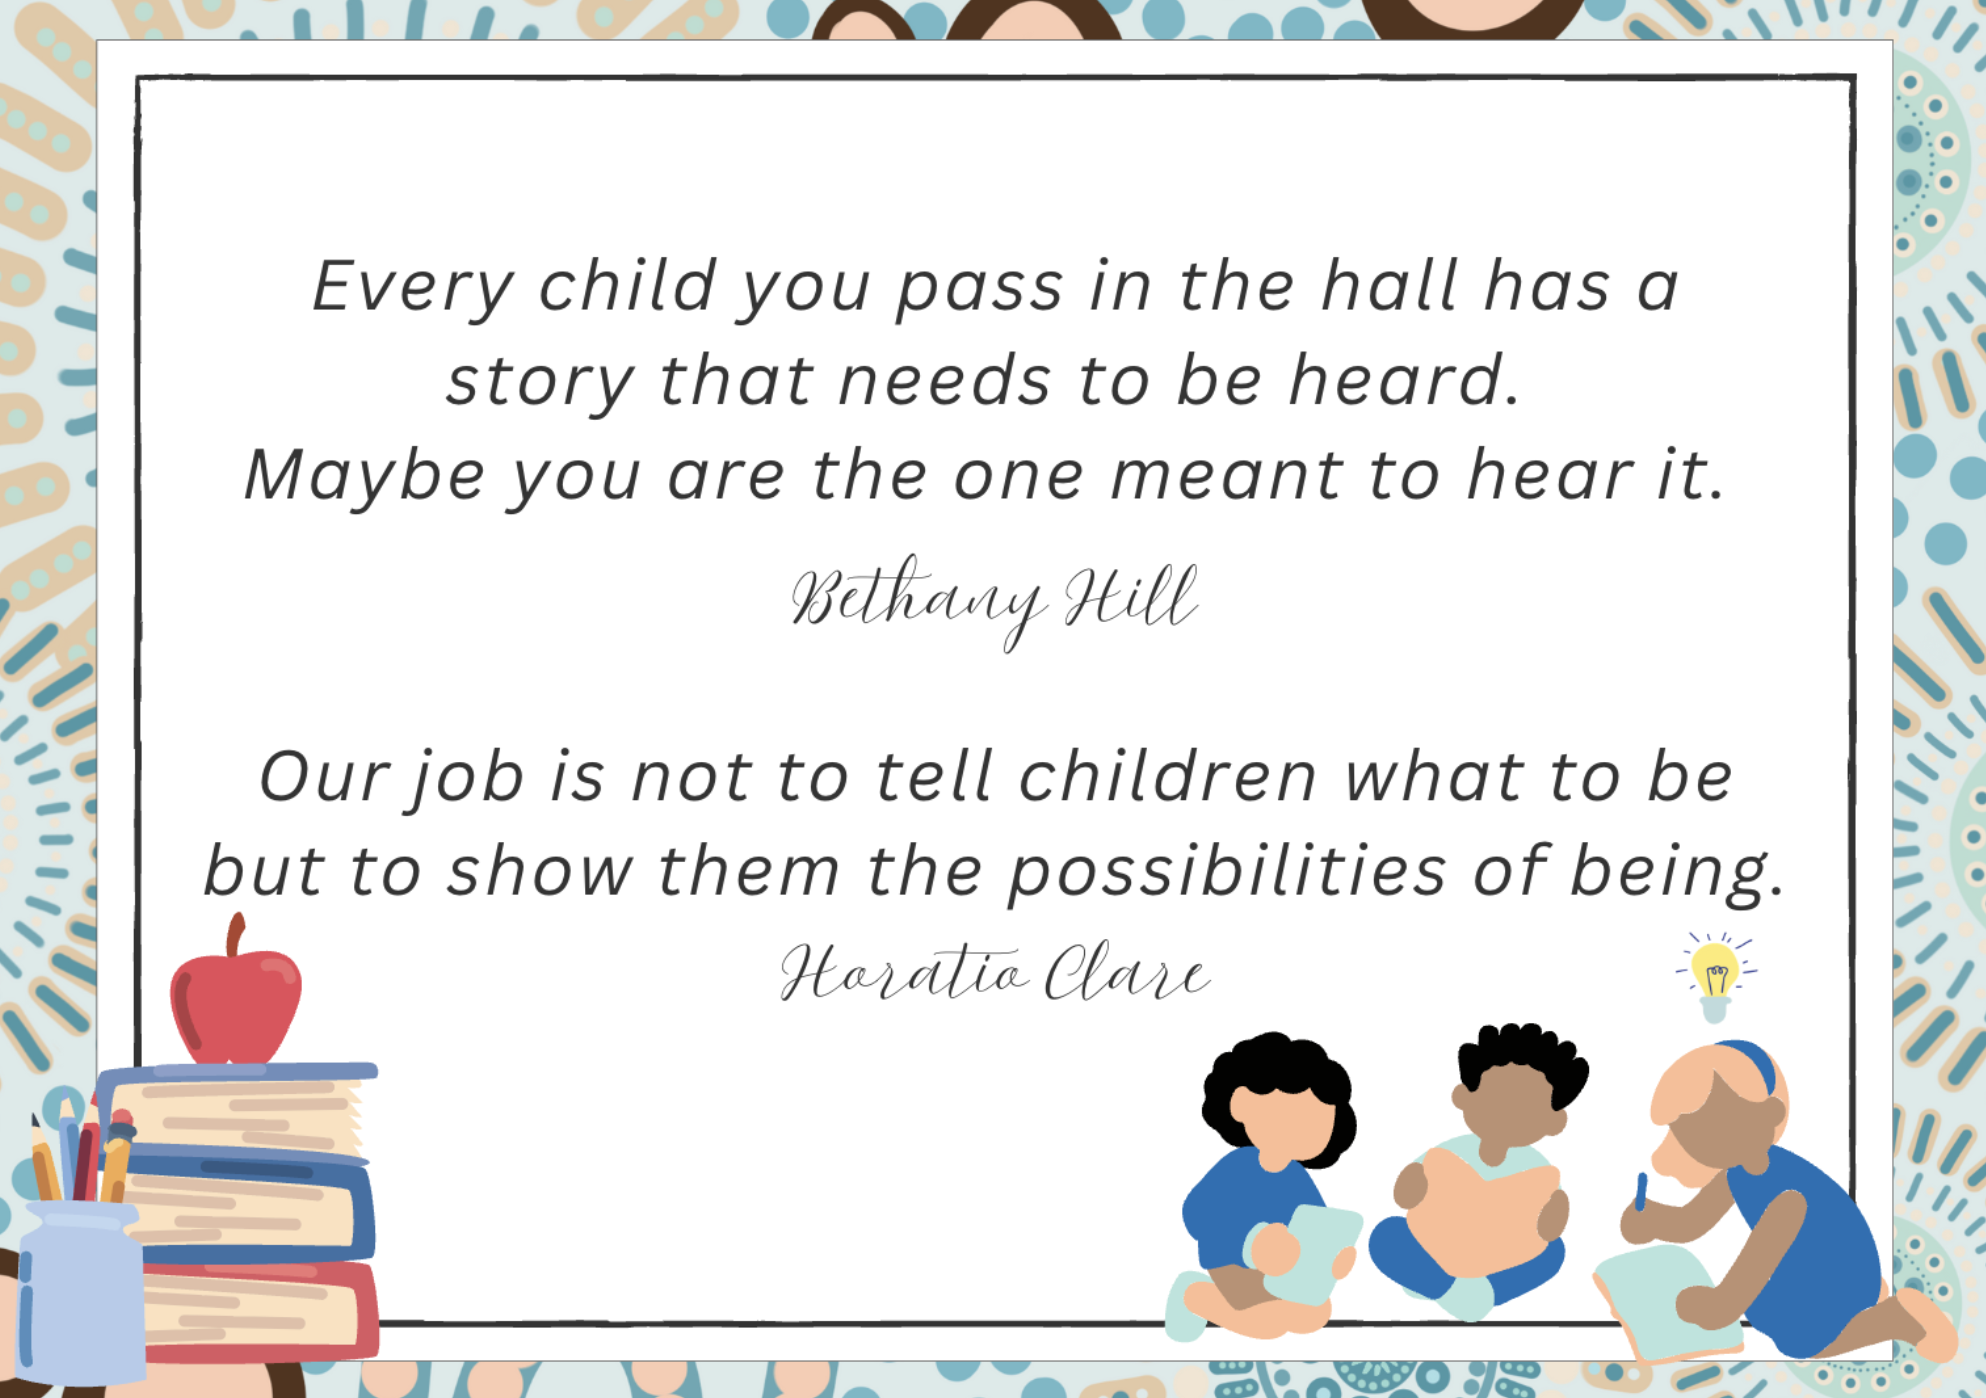 Every child you pass in the hall has a
story that needs to be heard.
Maybe you are the one meant to hear it.
Bethany Hill
Our job is not to tell children what to be
but to show them the possibilities of being.
Horatio Clare